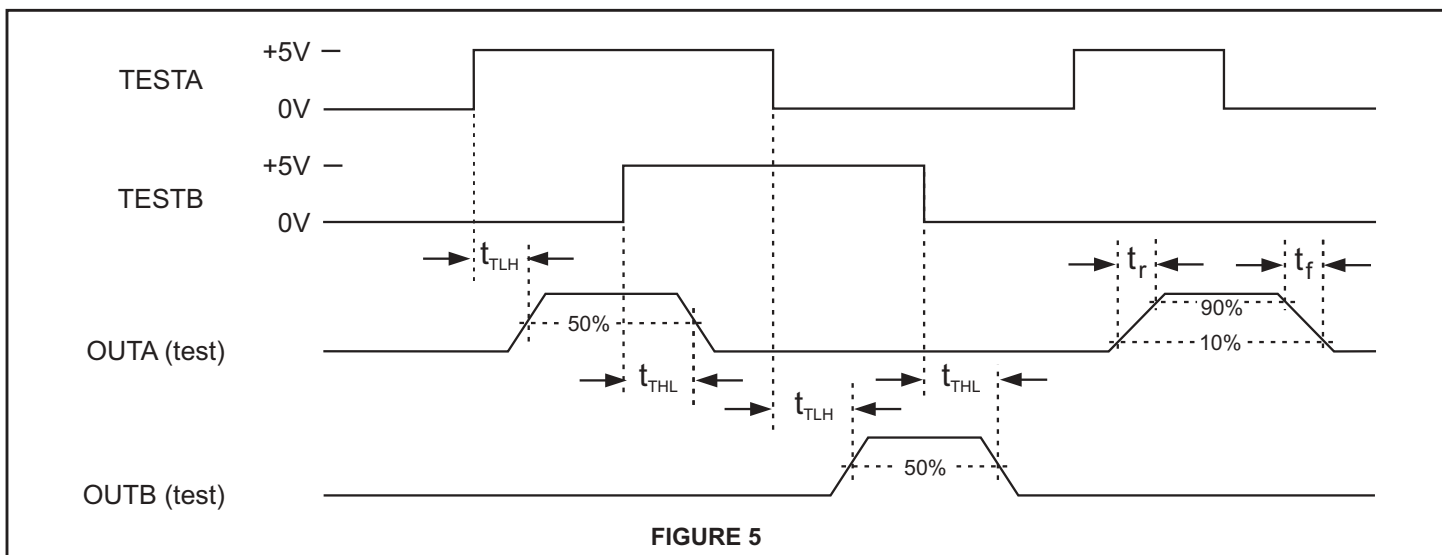 +5V
TESTA
0V
+5V
TESTB
0V
tTLH
tr
tf
50%
90%
OUTA (test)
10%
tTHL
tTLH
tTHL
50%
OUTB (test)
FIGURE 5